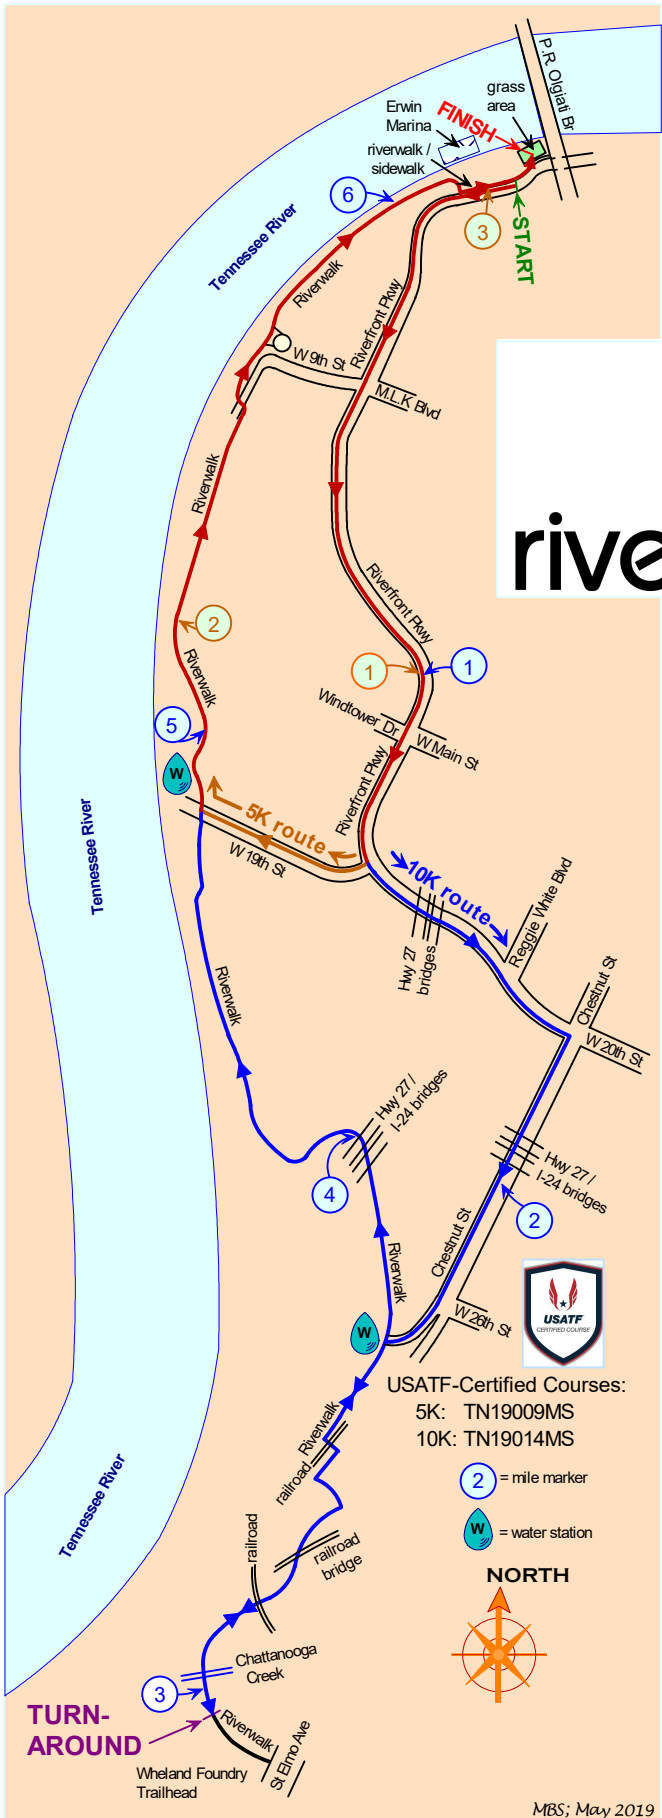 P.R. Olgiati Br
grass
area
FINISH
Erwin
Marina
riverwalk /
sidewalk
6
3
START
Tennessee River
Riverwalk
Riverfront Pkwy
W 9th St
M.L.K Blvd
Riverwalk
rive
Riverfront Pkwy
2
1
1
Riverwalk
Windtower Dr
W Main St
5
W
Riverfront Pkwy
5K route
W 19th St
10K route
Tennessee River
Reggie White Blvd
Hwy 27
bridges
Chestnut St
W 20th St
Riverwalk
Hwy 27 /
I-24 bridges
4
Hwy 27 /
I-24 bridges
2
Chestnut St
Riverwalk
W 26th St
W
USATF
CERTIFIED COURSE
USATF-Certified Courses:
5K: TN19009MS
10K: TN19014MS
Riverwalk
railroad
2 = mile marker
W = water station
Tennessee River
railroad
railroad
bridge
NORTH
Chattanooga
Creek
3
TURN-
AROUND
Riverwalk
St Elmo Ave
Wheland Foundry
Trailhead
MBS; May 2019